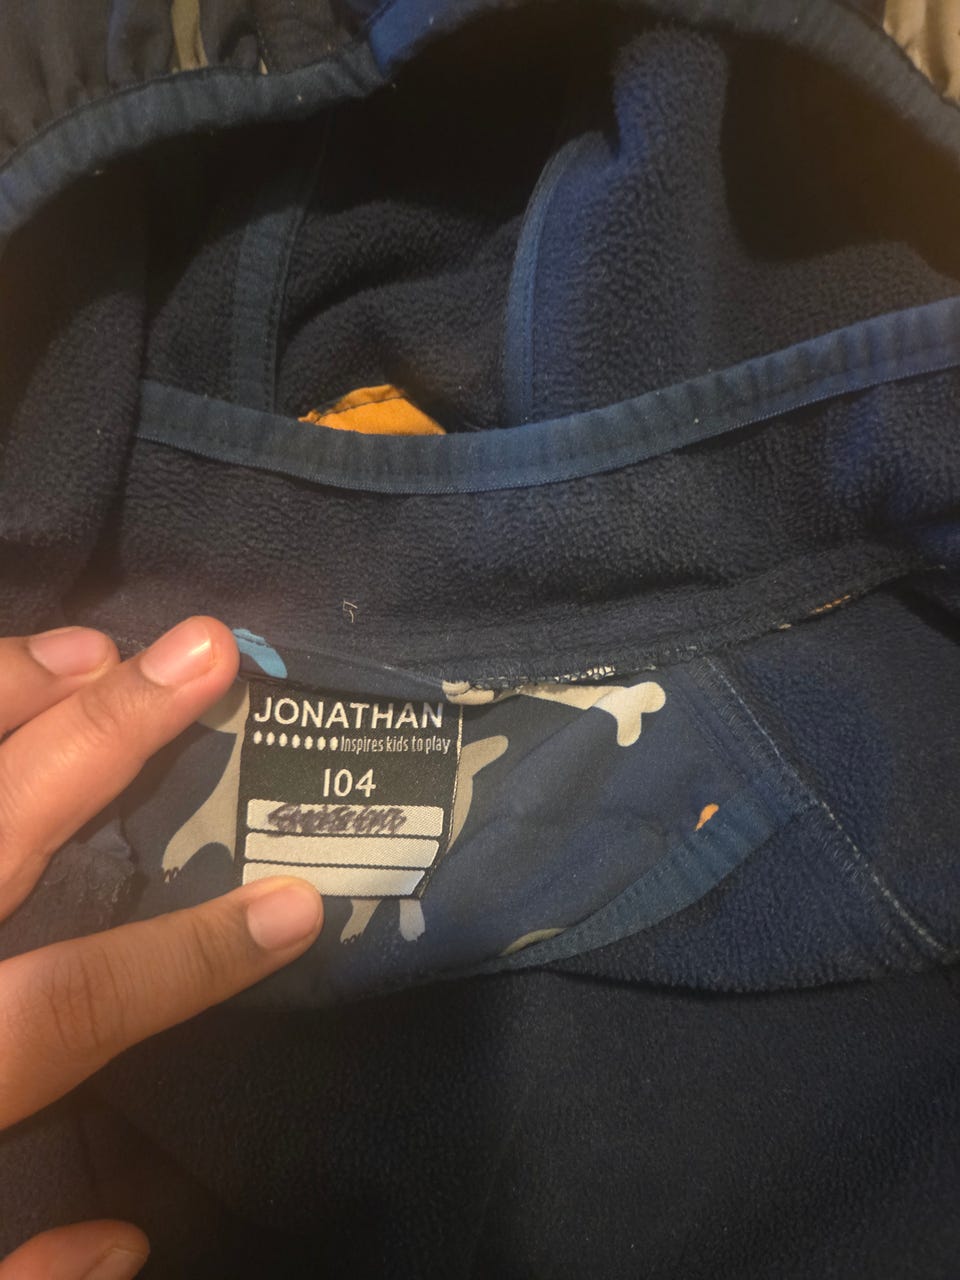 JONATHAN
Inspires kids to play
104